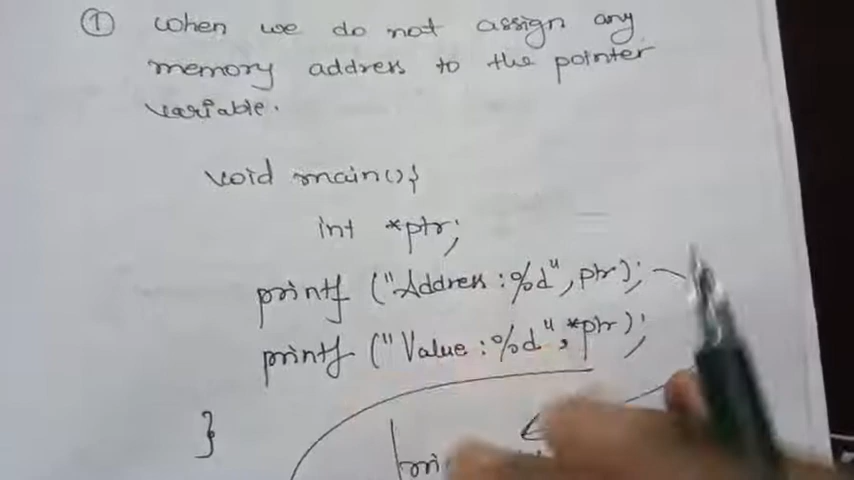 ① when we do not assign any
memory address to the pointer
variable.
void main(){
int *ptr;
printf ("Address :%d", ptr);
printf ("Value :%d", *ptr);
}